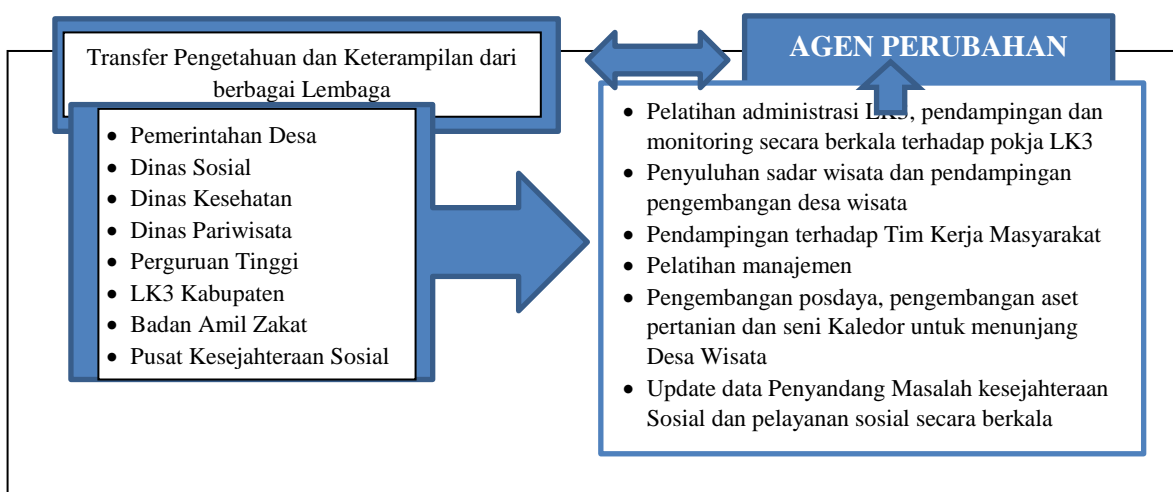 Transfer Pengetahuan dan Keterampilan dari
berbagai Lembaga
• Pemerintahan Desa
• Dinas Sosial
• Dinas Kesehatan
• Dinas Pariwisata
• Perguruan Tinggi
• LK3 Kabupaten
• Badan Amil Zakat
• Pusat Kesejahteraan Sosial
AGEN PERUBAHAN
• Pelatihan administrasi LK3, pendampingan dan
monitoring secara berkala terhadap pokja LK3
• Penyuluhan sadar wisata dan pendampingan
pengembangan desa wisata
• Pendampingan terhadap Tim Kerja Masyarakat
• Pelatihan manajemen
• Pengembangan posdaya, pengembangan aset
pertanian dan seni Kaledor untuk menunjang
Desa Wisata
• Update data Penyandang Masalah kesejahteraan
Sosial dan pelayanan sosial secara berkala